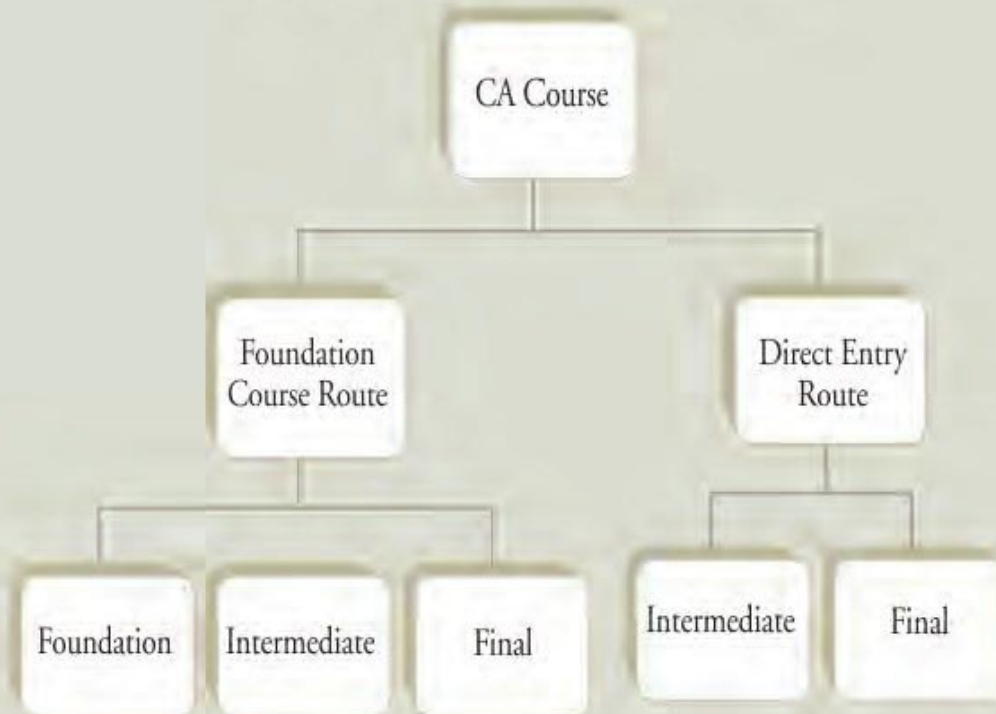 CA Course
Foundation
Course Route
Direct Entry
Route
Foundation
Intermediate
Final
Intermediate
Final